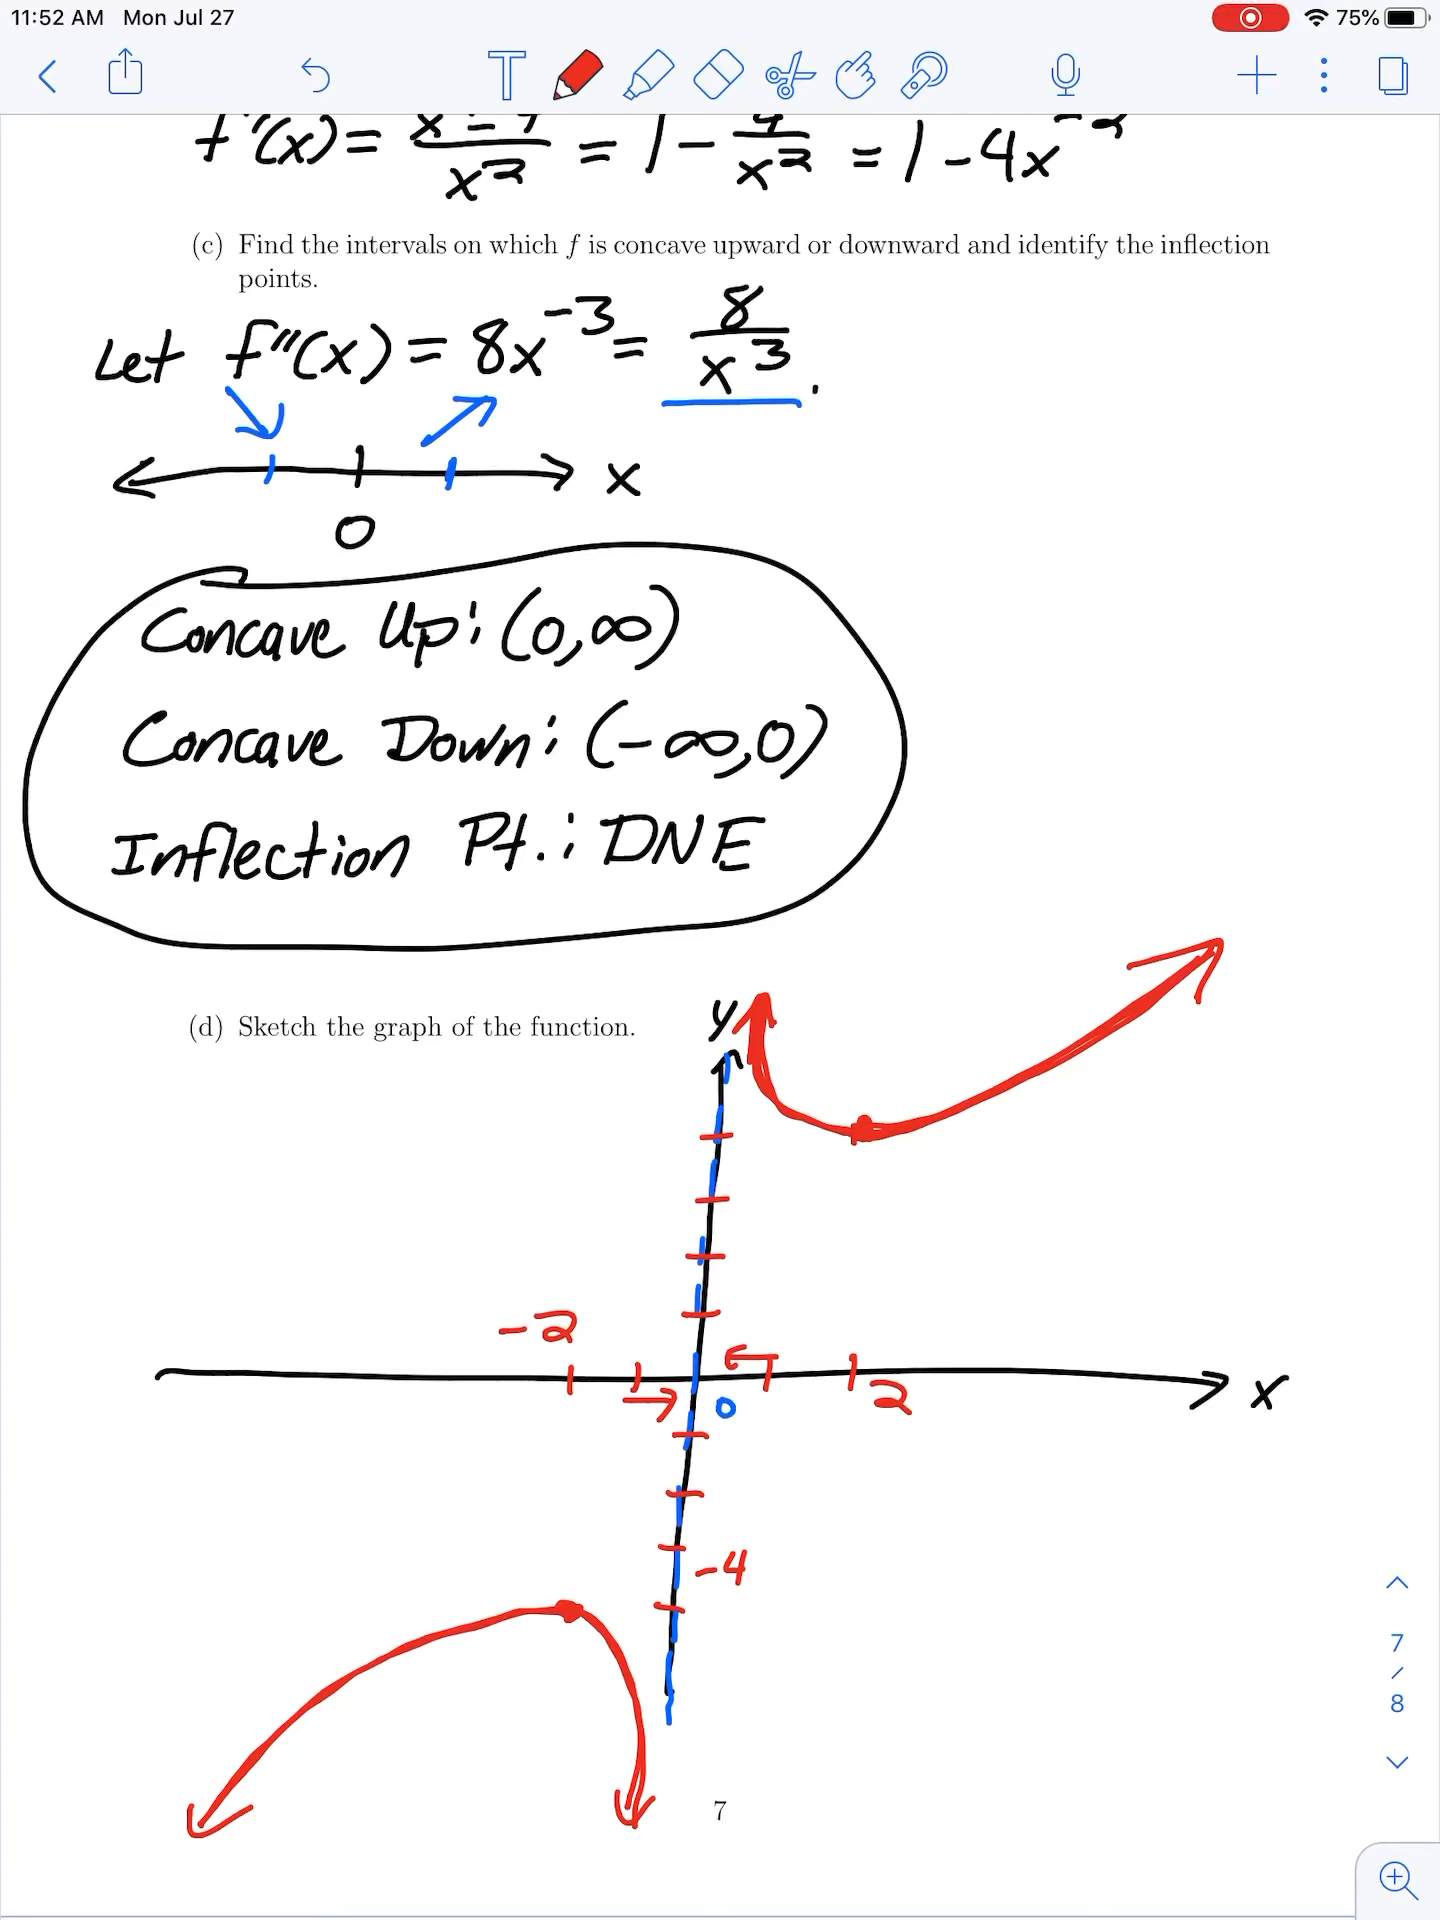 11:52 AM Mon Jul 27 75%
f'(x) = x²-4/x² = 1 - 4/x² = 1 - 4x⁻²
(c) Find the intervals on which f is concave upward or downward and identify the inflection
points.
Let f''(x) = 8x⁻³ = 8/x³.
x
0
Concave Up: (0,∞)
Concave Down: (-∞,0)
Inflection Pt.: DNE
(d) Sketch the graph of the function.
y
-2
0
2
x
-4
7
/
8
7